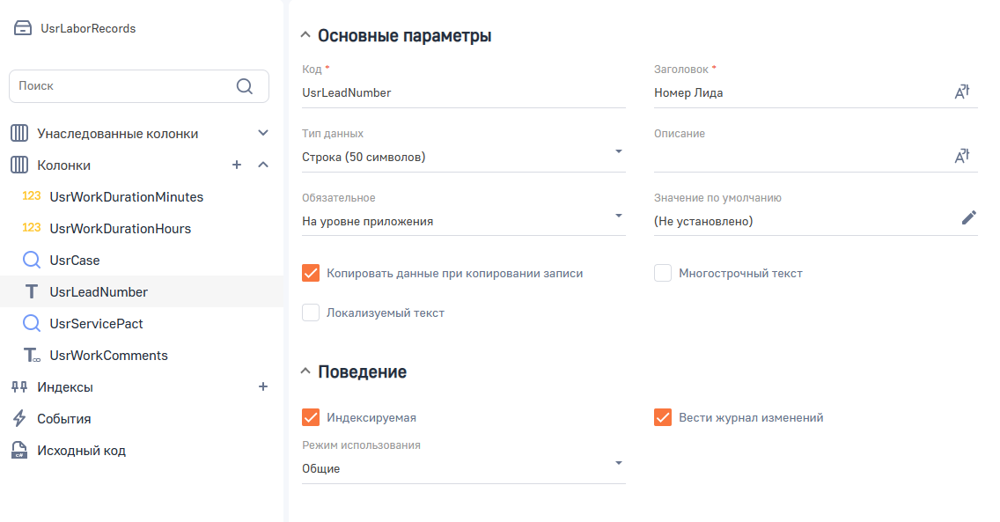 UsrLaborRecords
Поиск
Унаследованные колонки
Колонки
123 UsrWorkDurationMinutes
123 UsrWorkDurationHours
UsrCase
UsrLeadNumber
UsrServicePact
UsrWorkComments
Индексы
События
Исходный код
Основные параметры
Код *
UsrLeadNumber
Заголовок *
Номер Лида
Тип данных
Строка (50 символов)
Описание
Обязательное
На уровне приложения
Значение по умолчанию
(Не установлено)
Копировать данные при копировании записи
Многострочный текст
Локализуемый текст
Поведение
Индексируемая
Вести журнал изменений
Режим использования
Общие